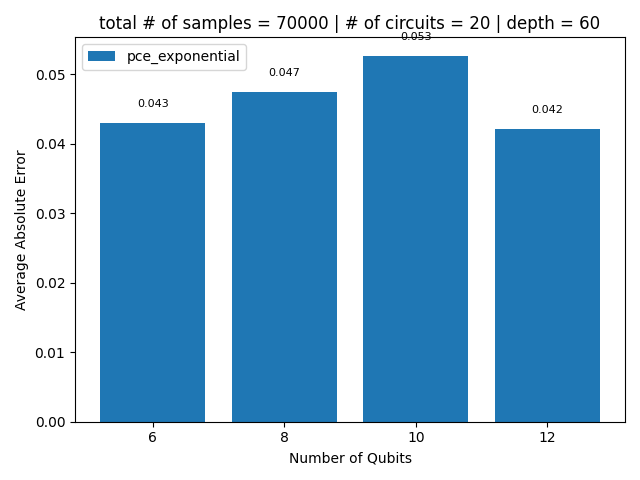 total # of samples = 70000 | # of circuits = 20 | depth = 60
pce_exponential
0.053
0.047
0.043
0.042
0.05
0.04
0.03
0.02
0.01
0.00
Average Absolute Error
6 8 10 12
Number of Qubits